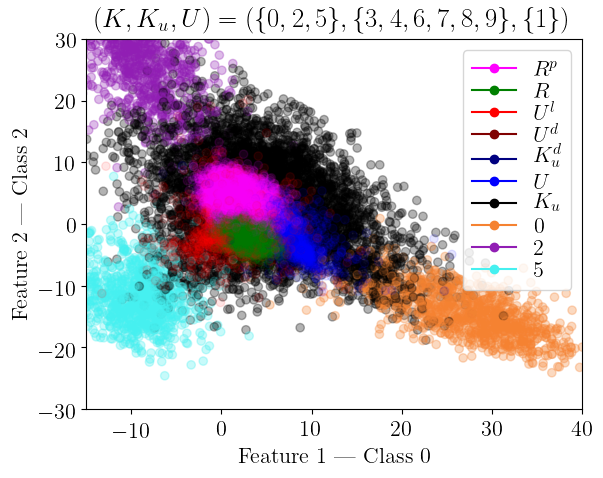 (K, K_u, U) = ({0, 2, 5}, {3, 4, 6, 7, 8, 9}, {1})
30
20
10
0
−10
−20
−30
Feature 2 — Class 2
R^p
R
U^l
U^d
K_u^d
U
K_u
0
2
5
−10
0
10
20
30
40
Feature 1 — Class 0